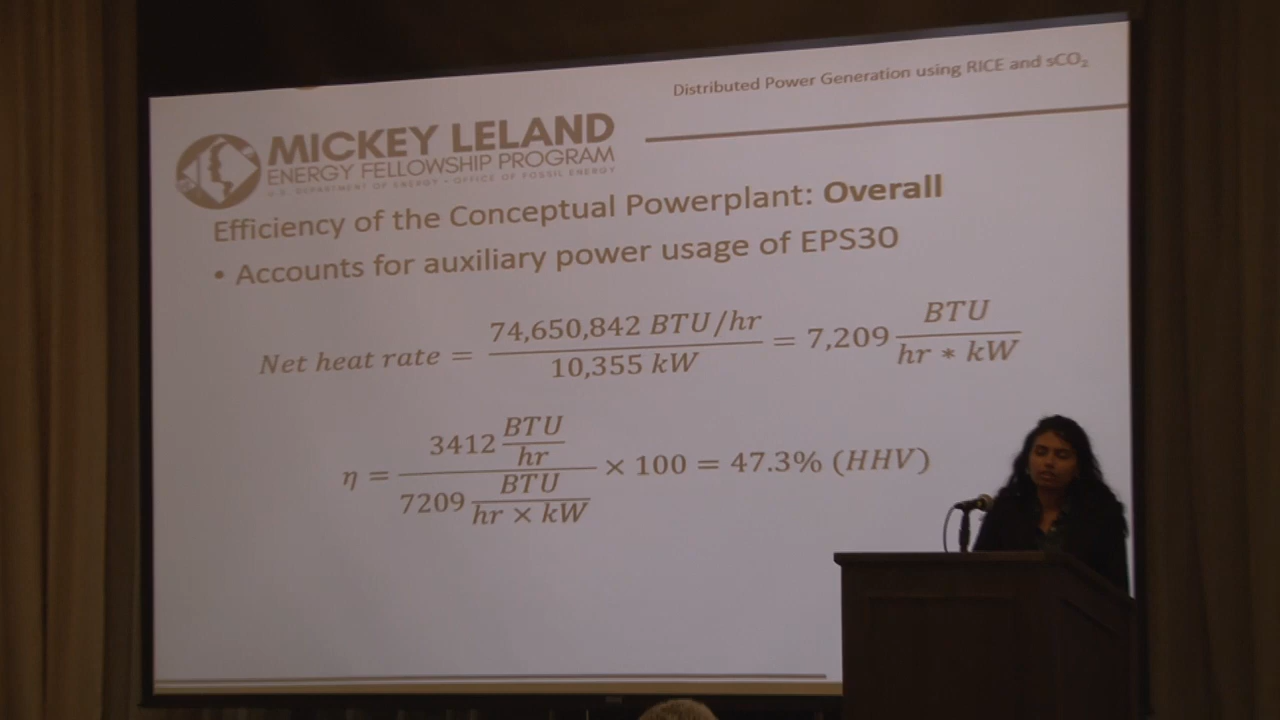 Distributed Power Generation using RICE and sCO₂
MICKEY LELAND
ENERGY FELLOWSHIP PROGRAM
U.S. DEPARTMENT OF ENERGY • OFFICE OF FOSSIL ENERGY
Efficiency of the Conceptual Powerplant: Overall
• Accounts for auxiliary power usage of EPS30
Net heat rate = 74,650,842 BTU/hr / 10,355 kW = 7,209 BTU / hr * kW
η = 3412 BTU / hr / 7209 BTU / hr × kW × 100 = 47.3% (HHV)